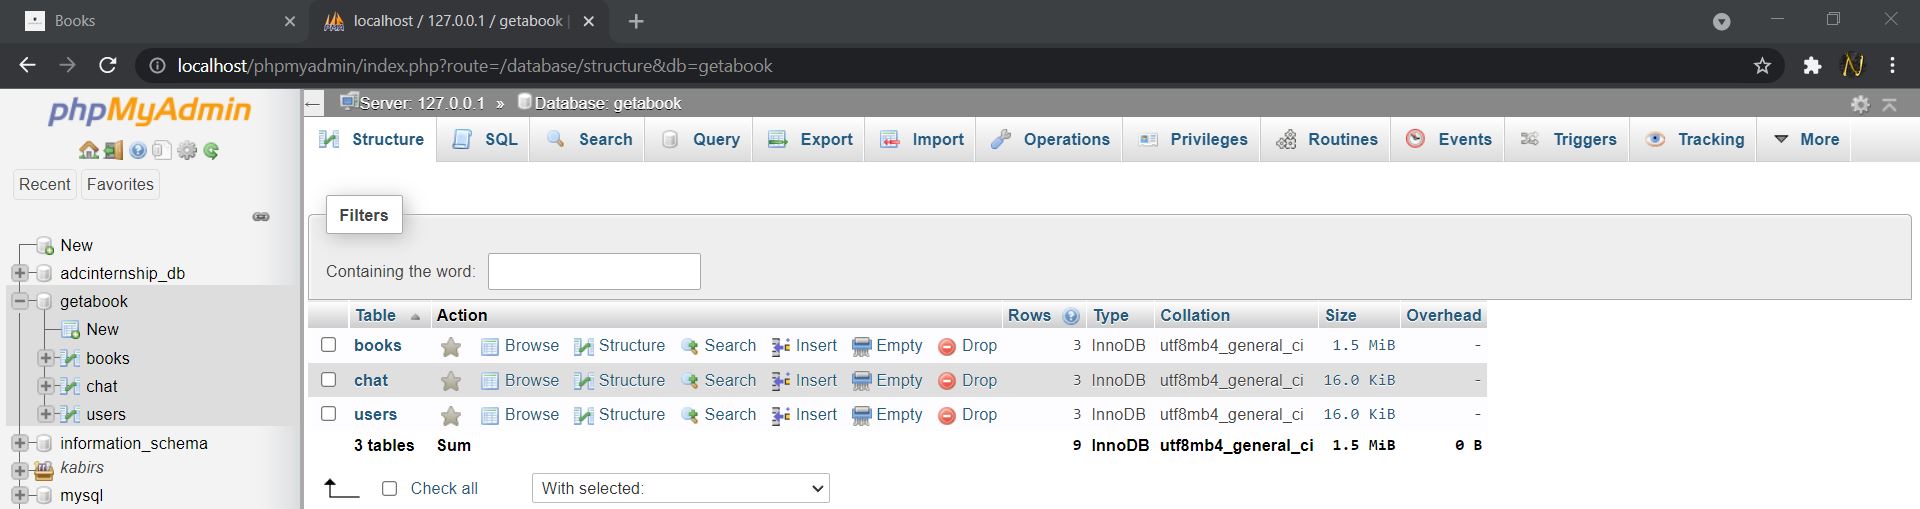 Books
localhost / 127.0.0.1 / getabook |
localhost/phpmyadmin/index.php?route=/database/structure&db=getabook
phpMyAdmin
Recent Favorites
New
adcinternship_db
getabook
New
books
chat
users
information_schema
kabirs
mysql
Server: 127.0.0.1 » Database: getabook
Structure SQL Search Query Export Import Operations Privileges Routines Events Triggers Tracking More
Filters
Containing the word:
Table Action Rows Type Collation Size Overhead
books Browse Structure Search Insert Empty Drop 3 InnoDB utf8mb4_general_ci 1.5 MiB -
chat Browse Structure Search Insert Empty Drop 3 InnoDB utf8mb4_general_ci 16.0 KiB -
users Browse Structure Search Insert Empty Drop 3 InnoDB utf8mb4_general_ci 16.0 KiB -
3 tables Sum 9 InnoDB utf8mb4_general_ci 1.5 MiB 0 B
Check all With selected: